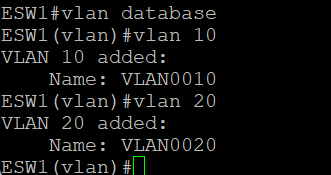 ESW1#vlan database
ESW1(vlan)#vlan 10
VLAN 10 added:
    Name: VLAN0010
ESW1(vlan)#vlan 20
VLAN 20 added:
    Name: VLAN0020
ESW1(vlan)#